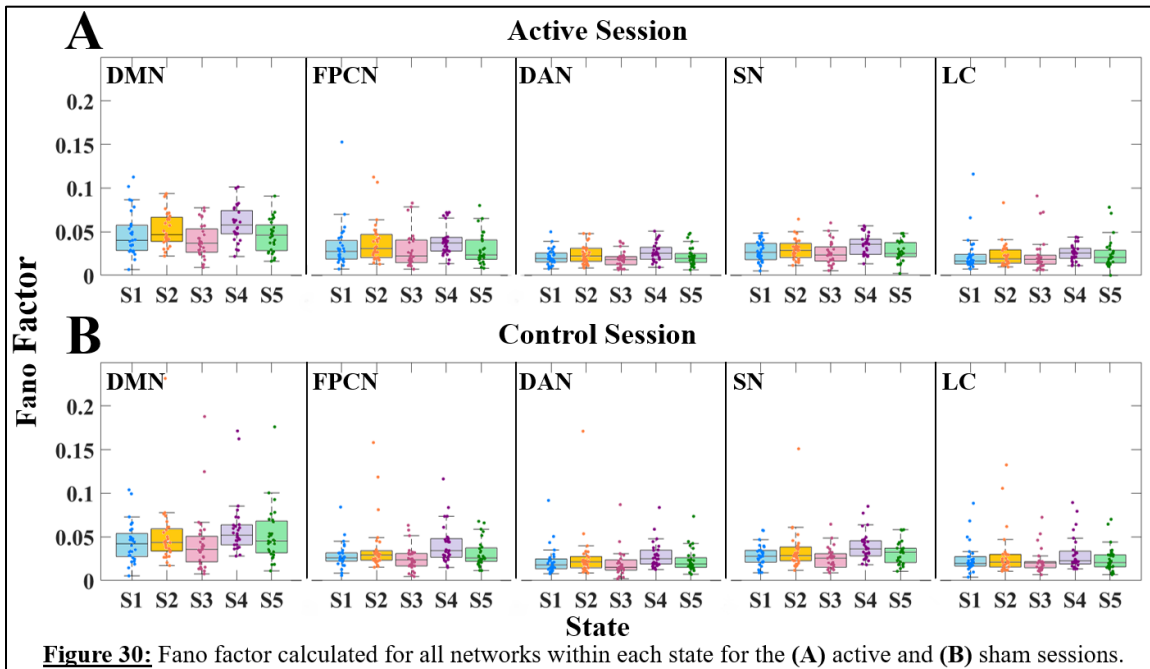 A
Active Session
DMN FPCN DAN SN LC
0.2
0.15
0.1
0.05
0
S1 S2 S3 S4 S5 S1 S2 S3 S4 S5 S1 S2 S3 S4 S5 S1 S2 S3 S4 S5 S1 S2 S3 S4 S5
Fano Factor
B
Control Session
DMN FPCN DAN SN LC
0.2
0.15
0.1
0.05
0
S1 S2 S3 S4 S5 S1 S2 S3 S4 S5 S1 S2 S3 S4 S5 S1 S2 S3 S4 S5 S1 S2 S3 S4 S5
State
Figure 30: Fano factor calculated for all networks within each state for the (A) active and (B) sham sessions.